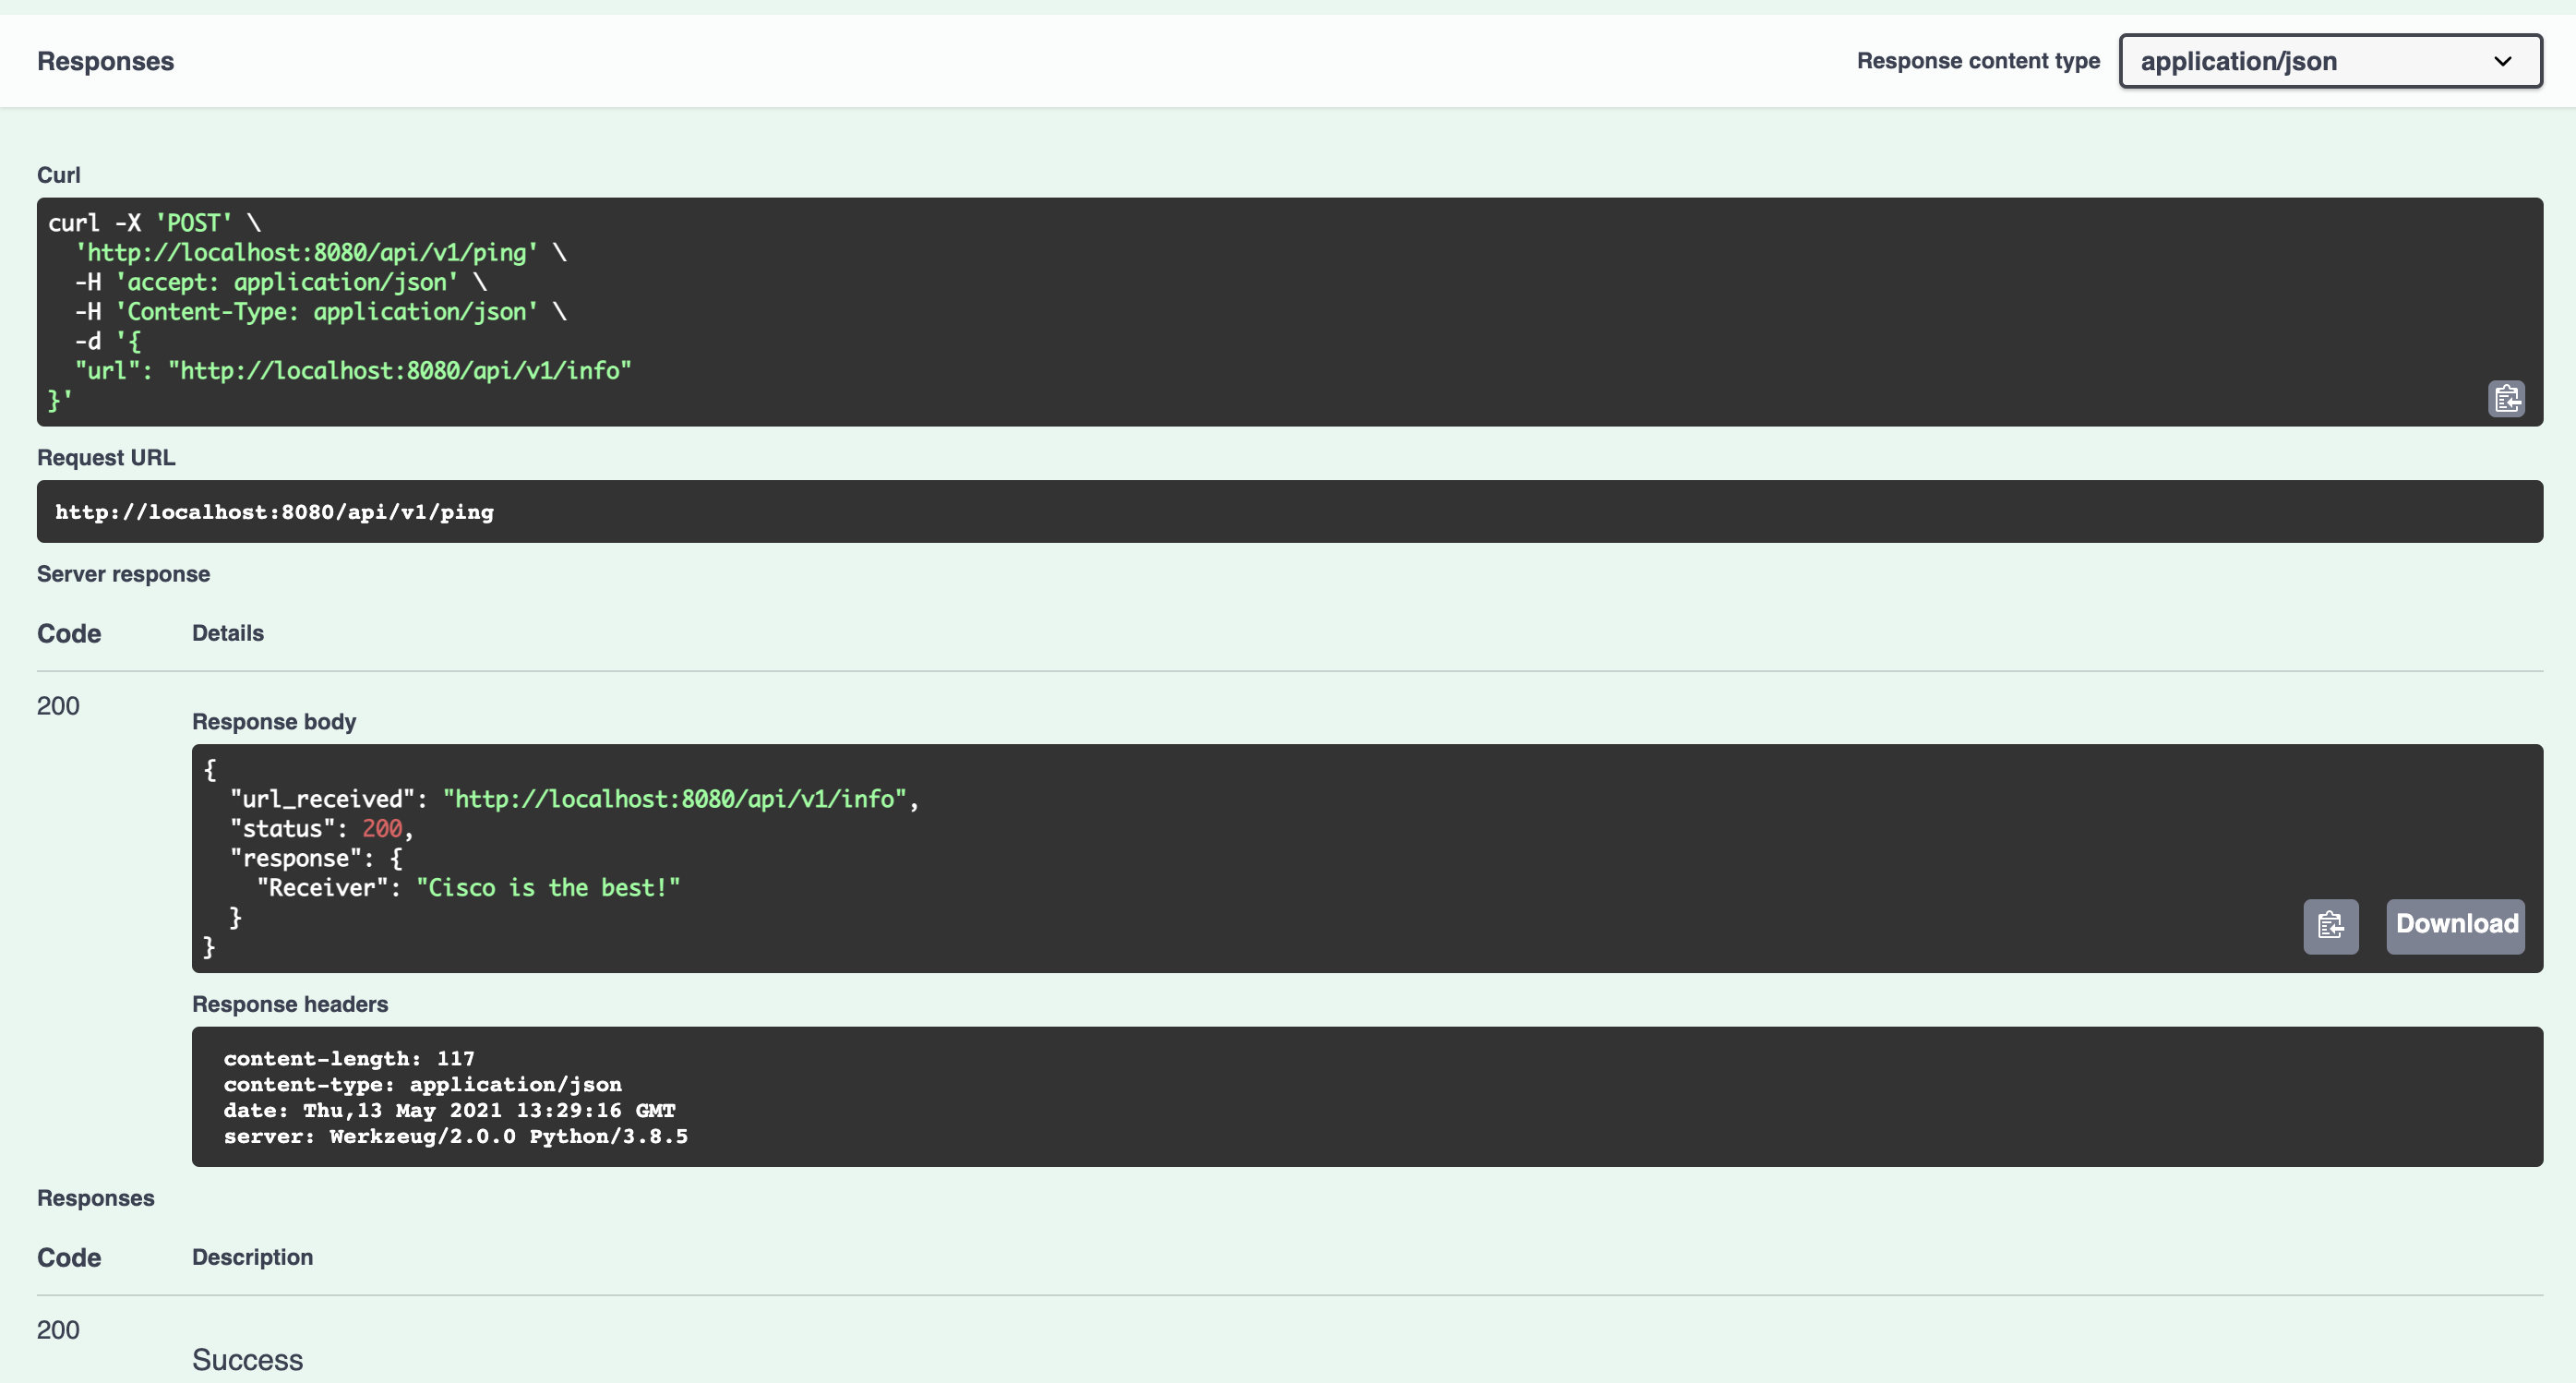 Responses
Response content type
application/json
Curl
curl -X 'POST' \
  'http://localhost:8080/api/v1/ping' \
  -H 'accept: application/json' \
  -H 'Content-Type: application/json' \
  -d '{
  "url": "http://localhost:8080/api/v1/info"
}'
Request URL
http://localhost:8080/api/v1/ping
Server response
Code Details
200
Response body
{
  "url_received": "http://localhost:8080/api/v1/info",
  "status": 200,
  "response": {
    "Receiver": "Cisco is the best!"
  }
}
Download
Response headers
content-length: 117
content-type: application/json
date: Thu,13 May 2021 13:29:16 GMT
server: Werkzeug/2.0.0 Python/3.8.5
Responses
Code Description
200
Success